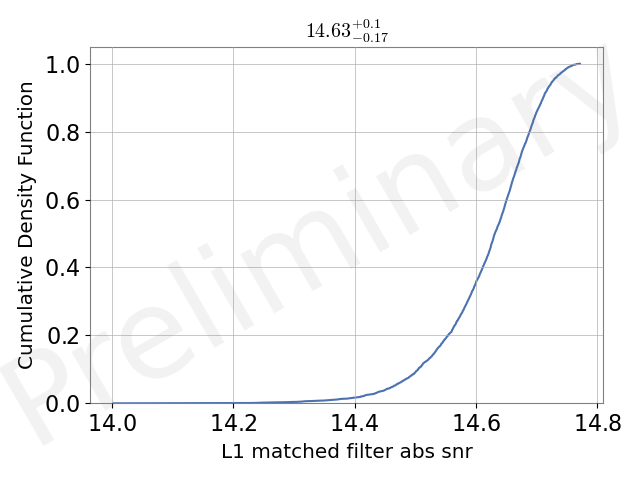 14.63+0.1
−0.17
1.0
0.8
0.6
0.4
0.2
0.0
Cumulative Density Function
Preliminary
14.0 14.2 14.4 14.6 14.8
L1 matched filter abs snr